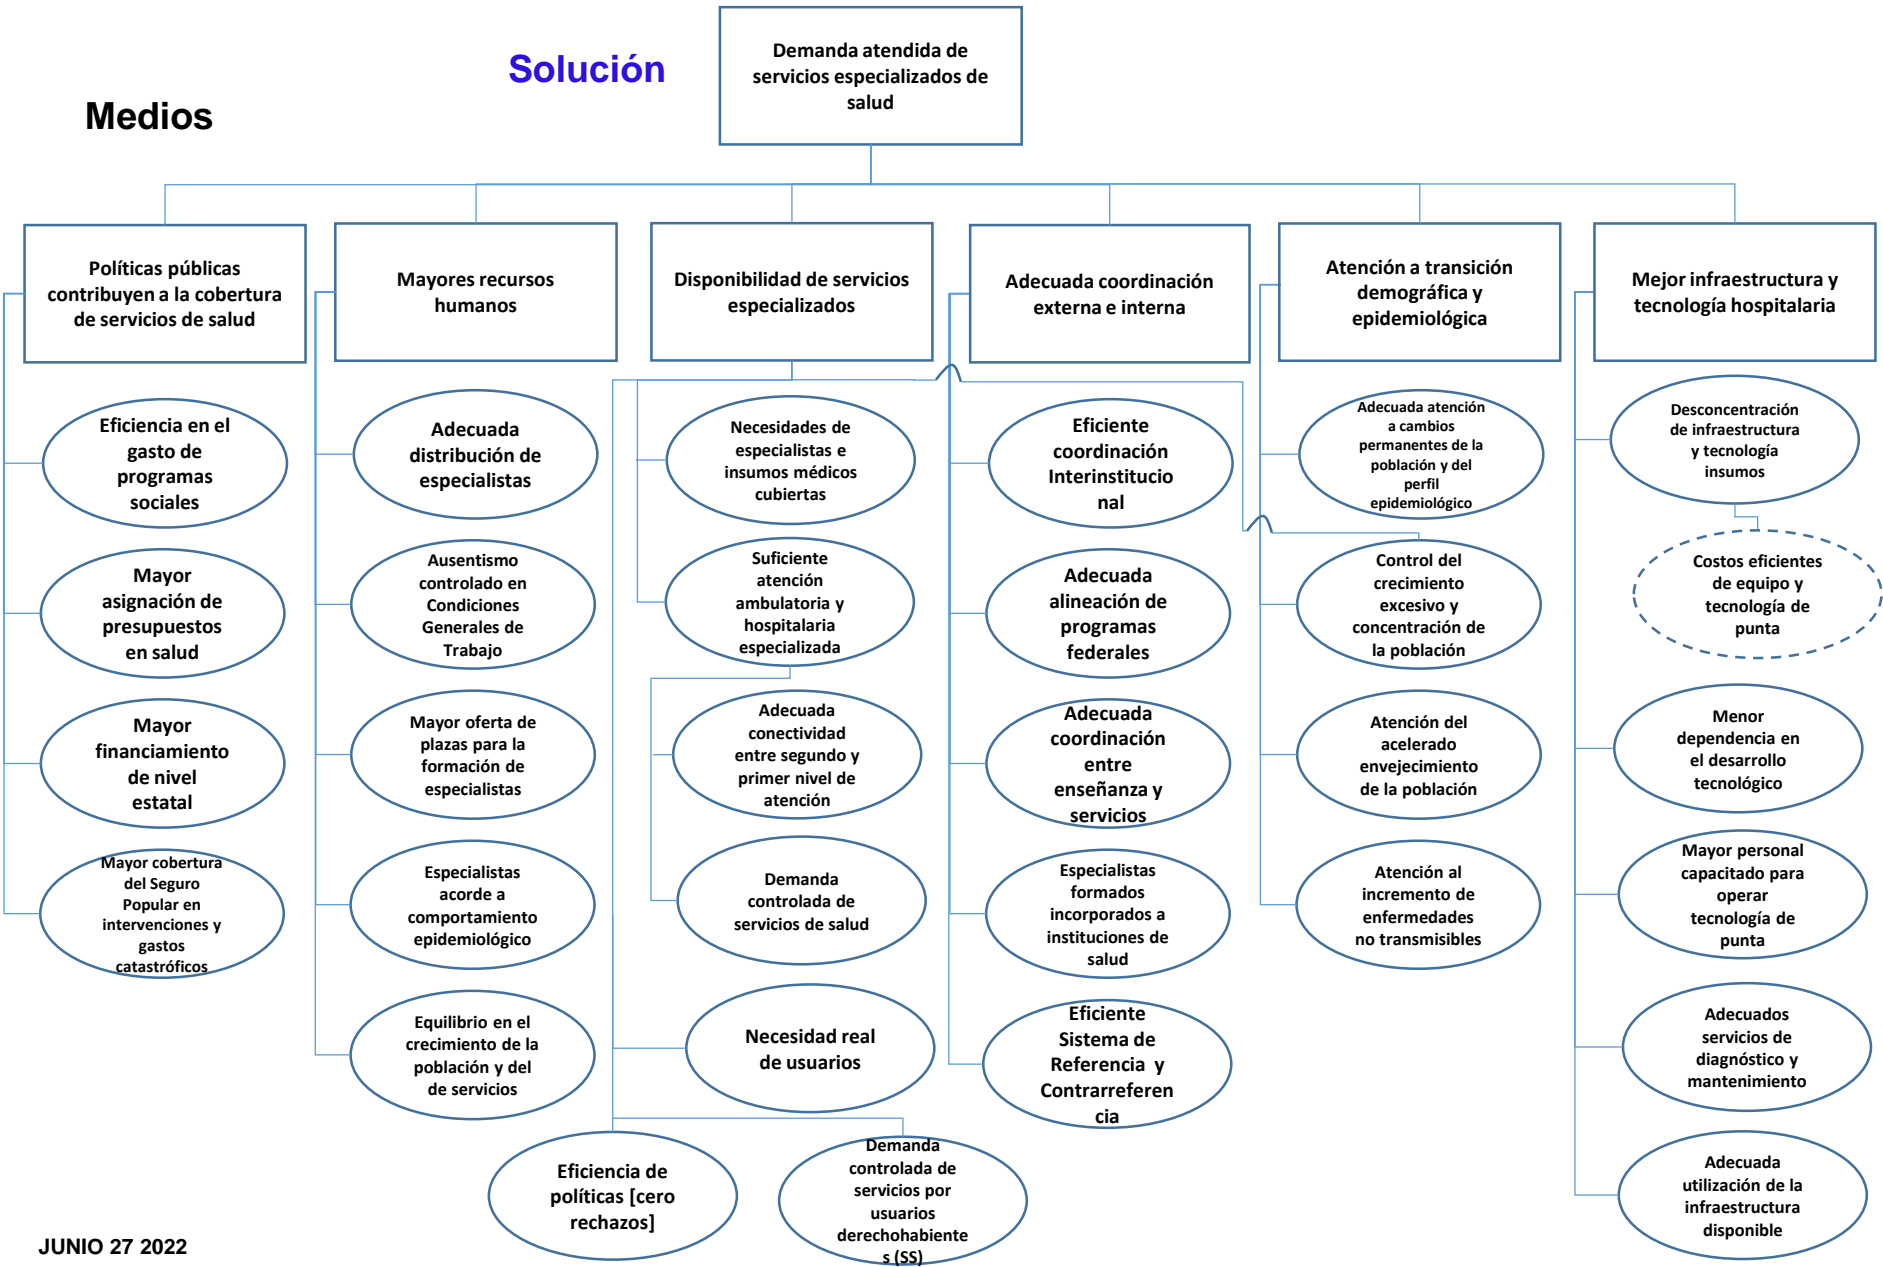 Solución
Medios
Demanda atendida de
servicios especializados de
salud
Políticas públicas
contribuyen a la cobertura
de servicios de salud
Mayores recursos
humanos
Disponibilidad de servicios
especializados
Adecuada coordinación
externa e interna
Atención a transición
demográfica y
epidemiológica
Mejor infraestructura y
tecnología hospitalaria
Eficiencia en el
gasto de
programas
sociales
Mayor
asignación de
presupuestos
en salud
Mayor
financiamiento
de nivel
estatal
Mayor cobertura
del Seguro
Popular en
intervenciones y
gastos
catastróficos
Adecuada
distribución de
especialistas
Ausentismo
controlado en
Condiciones
Generales de
Trabajo
Mayor oferta de
plazas para la
formación de
especialistas
Especialistas
acorde a
comportamiento
epidemiológico
Equilibrio en el
crecimiento de la
población y del
de servicios
Necesidades de
especialistas e
insumos médicos
cubiertas
Suficiente
atención
ambulatoria y
hospitalaria
especializada
Adecuada
conectividad
entre segundo y
primer nivel de
atención
Demanda
controlada de
servicios de salud
Necesidad real
de usuarios
Eficiencia de
políticas [cero
rechazos]
Demanda
controlada de
servicios por
usuarios
derechohabiente
s (SS)
Eficiente
coordinación
Interinstitucio
nal
Adecuada
alineación de
programas
federales
Adecuada
coordinación
entre
enseñanza y
servicios
Especialistas
formados
incorporados a
instituciones de
salud
Eficiente
Sistema de
Referencia y
Contrarreferen
cia
Adecuada atención
a cambios
permanentes de la
población y del
perfil
epidemiológico
Control del
crecimiento
excesivo y
concentración de
la población
Atención del
acelerado
envejecimiento
de la población
Atención al
incremento de
enfermedades
no transmisibles
Desconcentración
de infraestructura
y tecnología
insumos
Costos eficientes
de equipo y
tecnología de
punta
Menor
dependencia en
el desarrollo
tecnológico
Mayor personal
capacitado para
operar
tecnología de
punta
Adecuados
servicios de
diagnóstico y
mantenimiento
Adecuada
utilización de la
infraestructura
disponible
JUNIO 27 2022